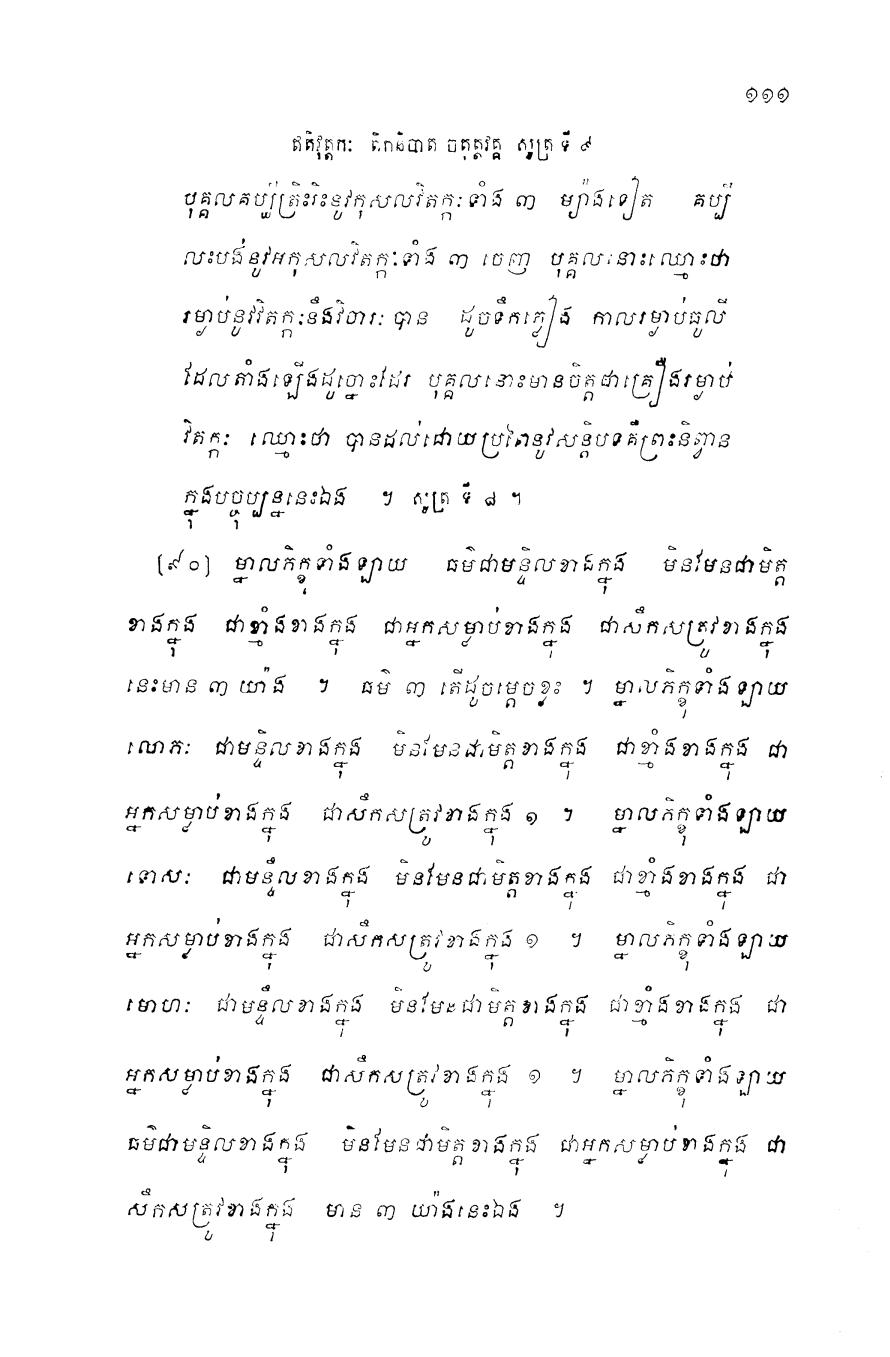 ១១១
ឥតិវុត្តកៈ តិកនិបាត ចតុត្ថវគ្គ សូត្រ ទី ៩
បុគ្គលគប្បីត្រិះរិះនូវកុសលវិតក្កៈទាំង ៣ ម្យ៉ាងទៀត គប្បី
លះបង់នូវអកុសលវិតក្កៈទាំង ៣ ចេញ បុគ្គលនោះឈ្មោះថា
រម្ងាប់នូវវិតក្កៈនឹងវិចារៈ បាន ដូចទឹកភ្លៀង កាលរម្ងាប់ធូលី
ដែលតាំងឡើងដូច្នោះដែរ បុគ្គលនោះមានចិត្តជាគ្រឿងរម្ងាប់
វិតក្កៈ ឈ្មោះថា បានដល់ដោយប្រពៃនូវសន្តិបទគឺព្រះនិព្វាន
ក្នុងបច្ចុប្បន្ននេះឯង ។ សូត្រ ទី ៨ ។
[៩០] ម្នាលភិក្ខុទាំងឡាយ ធម៌ជាមន្ទិលខាងក្នុង មិនមែនជាមិត្ត
ខាងក្នុង ជាខ្មាំងខាងក្នុង ជាអ្នកសម្លាប់ខាងក្នុង ជាសឹកសត្រូវខាងក្នុង
នេះមាន ៣ យ៉ាង ។ ធម៌ ៣ តើដូចម្តេចខ្លះ ។ ម្នាលភិក្ខុទាំងឡាយ
លោភៈ ជាមន្ទិលខាងក្នុង មិនមែនជាមិត្តខាងក្នុង ជាខ្មាំងខាងក្នុង ជា
អ្នកសម្លាប់ខាងក្នុង ជាសឹកសត្រូវខាងក្នុង ១ ។ ម្នាលភិក្ខុទាំងឡាយ
ទោសៈ ជាមន្ទឹលខាងក្នុង មិនមែនជាមិត្តខាងក្នុង ជាខ្មាំងខាងក្នុង ជា
អ្នកសម្លាប់ខាងក្នុង ជាសឹកសត្រូវខាងក្នុង ១ ។ ម្នាលភិក្ខុទាំងឡាយ
មោហៈ ជាមន្ទឹលខាងក្នុង មិនមែនជាមិត្តខាងក្នុង ជាខ្មាំងខាងក្នុង ជា
អ្នកសម្លាប់ខាងក្នុង ជាសឹកសត្រូវខាងក្នុង ១ ។ ម្នាលភិក្ខុទាំងឡាយ
ធម៌ជាមន្ទិលខាងក្នុង មិនមែនជាមិត្តខាងក្នុង ជាអ្នកសម្លាប់ខាងក្នុង ជា
សឹកសត្រូវខាងក្នុង មាន ៣ យ៉ាងនេះឯង ។